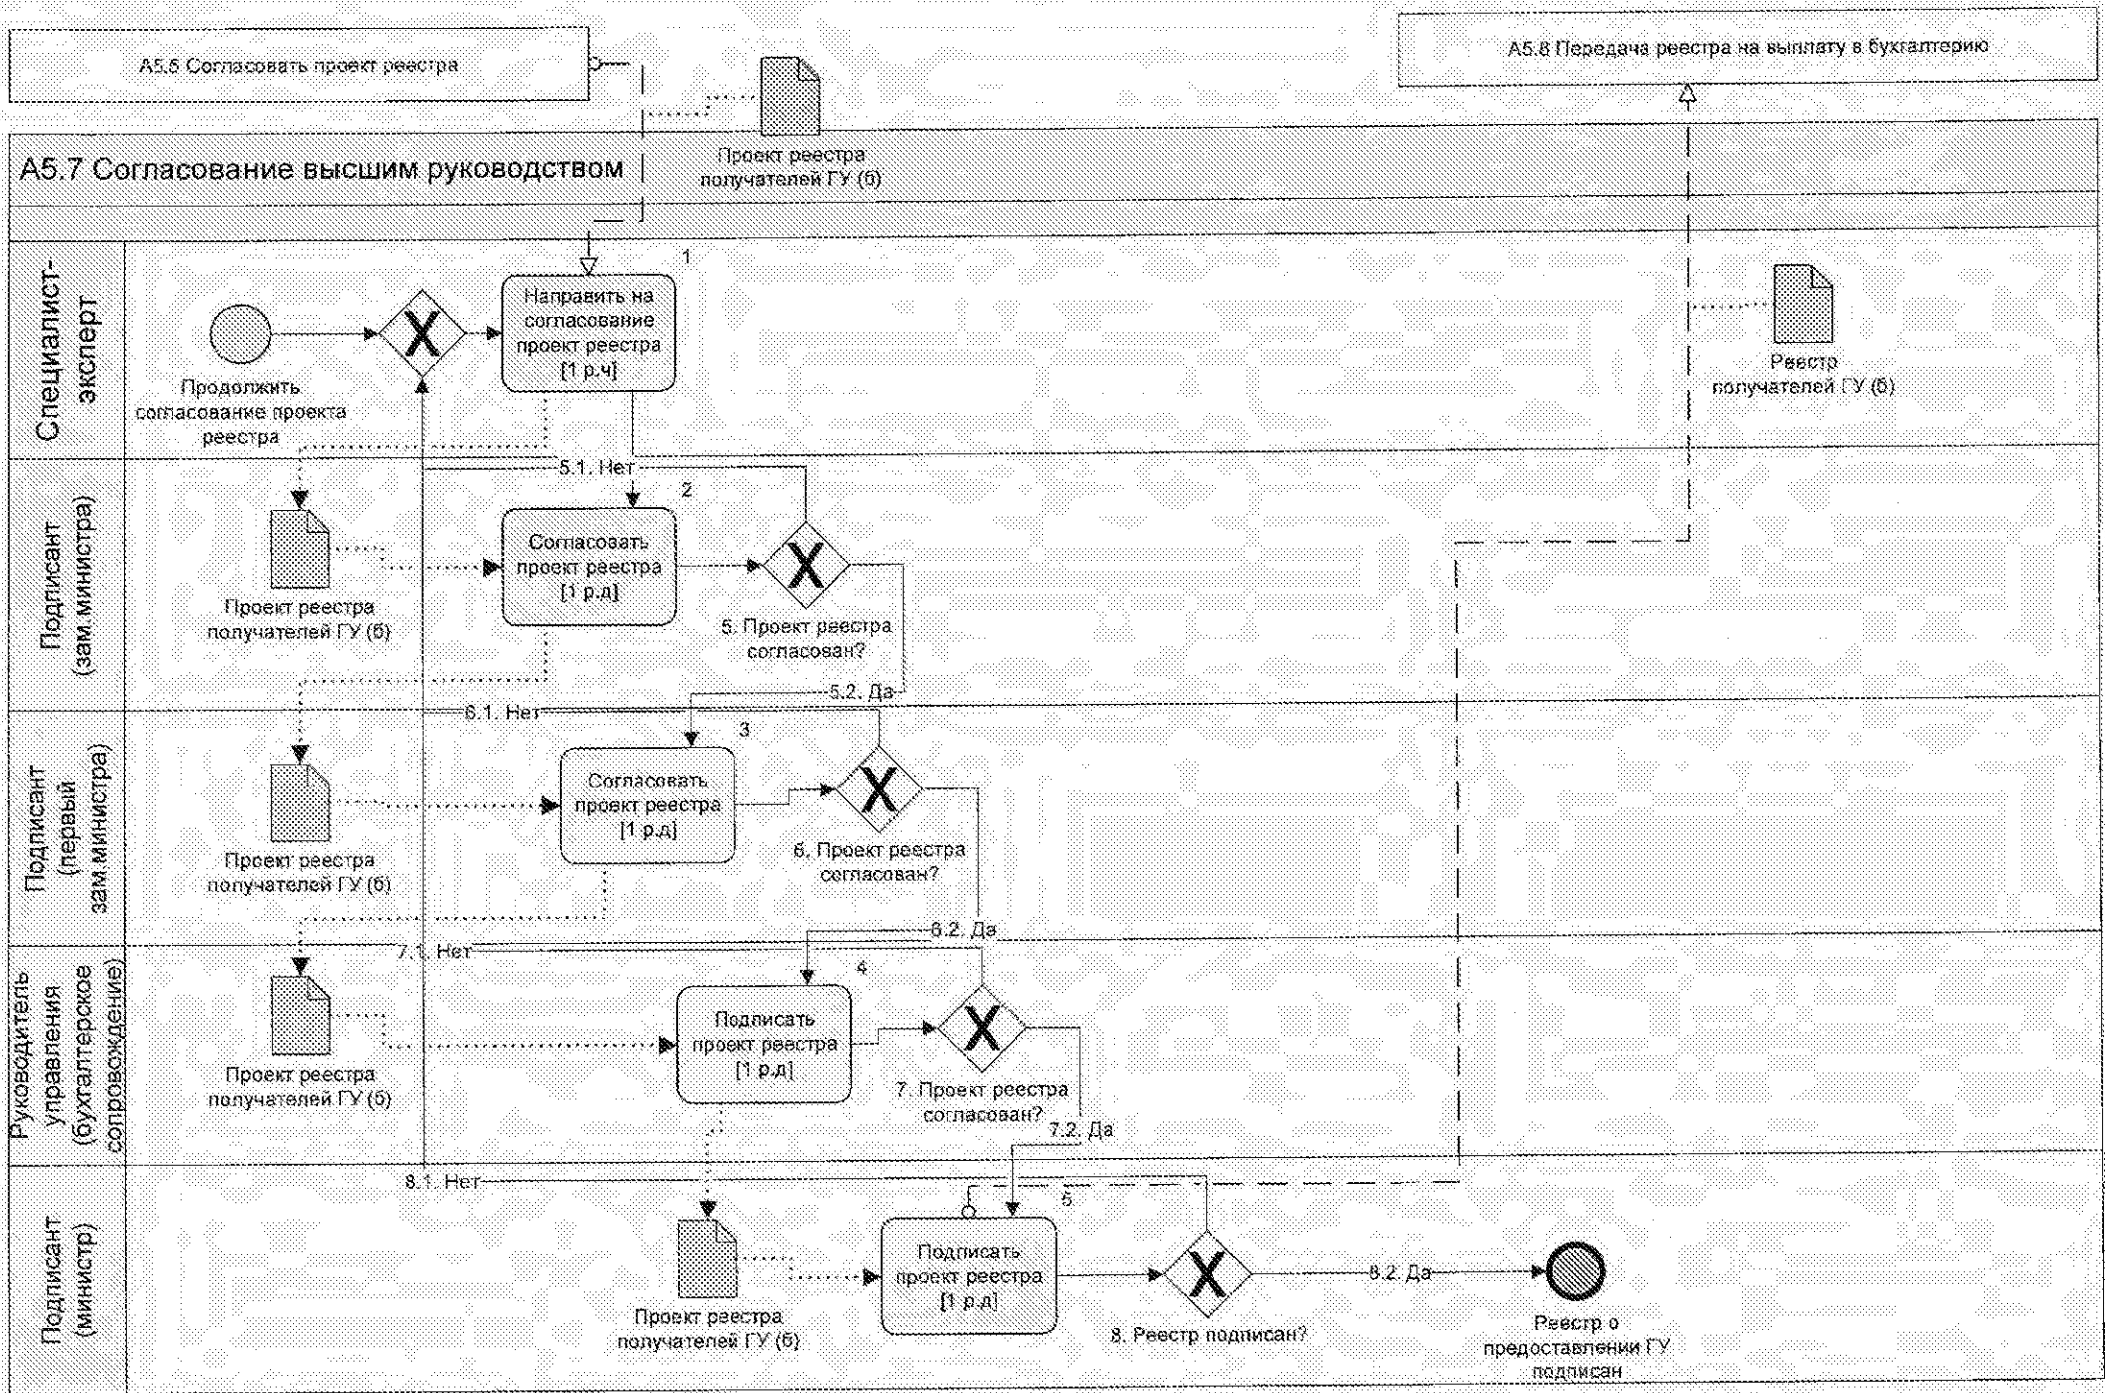 А5.5 Согласовать проект реестра
А5.8 Передача реестра на выплату в бухгалтерию
Проект реестра
получателей ГУ (б)
А5.7 Согласование высшим руководством
Специалист-
эксперт
Продолжить
согласование проекта
реестра
1
Направить на
согласование
проект реестра
[1 р.ч]
Реестр
получателей ГУ (б)
Подписант
(зам.министра)
5.1. Нет
2
Проект реестра
получателей ГУ (б)
Согласовать
проект реестра
[1 р.д]
5. Проект реестра
согласован?
5.2. Да
Подписант
(первый
зам.министра)
6.1. Нет
3
Проект реестра
получателей ГУ (б)
Согласовать
проект реестра
[1 р.д]
6. Проект реестра
согласован?
6.2. Да
Руководитель
управления
(бухгалтерское
сопровождение)
7.1. Нет
4
Проект реестра
получателей ГУ (б)
Подписать
проект реестра
[1 р.д]
7. Проект реестра
согласован?
7.2. Да
Подписант
(министр)
8.1. Нет
5
Проект реестра
получателей ГУ (б)
Подписать
проект реестра
[1 р.д]
8. Реестр подписан?
8.2. Да
Реестр о
предоставлении ГУ
подписан